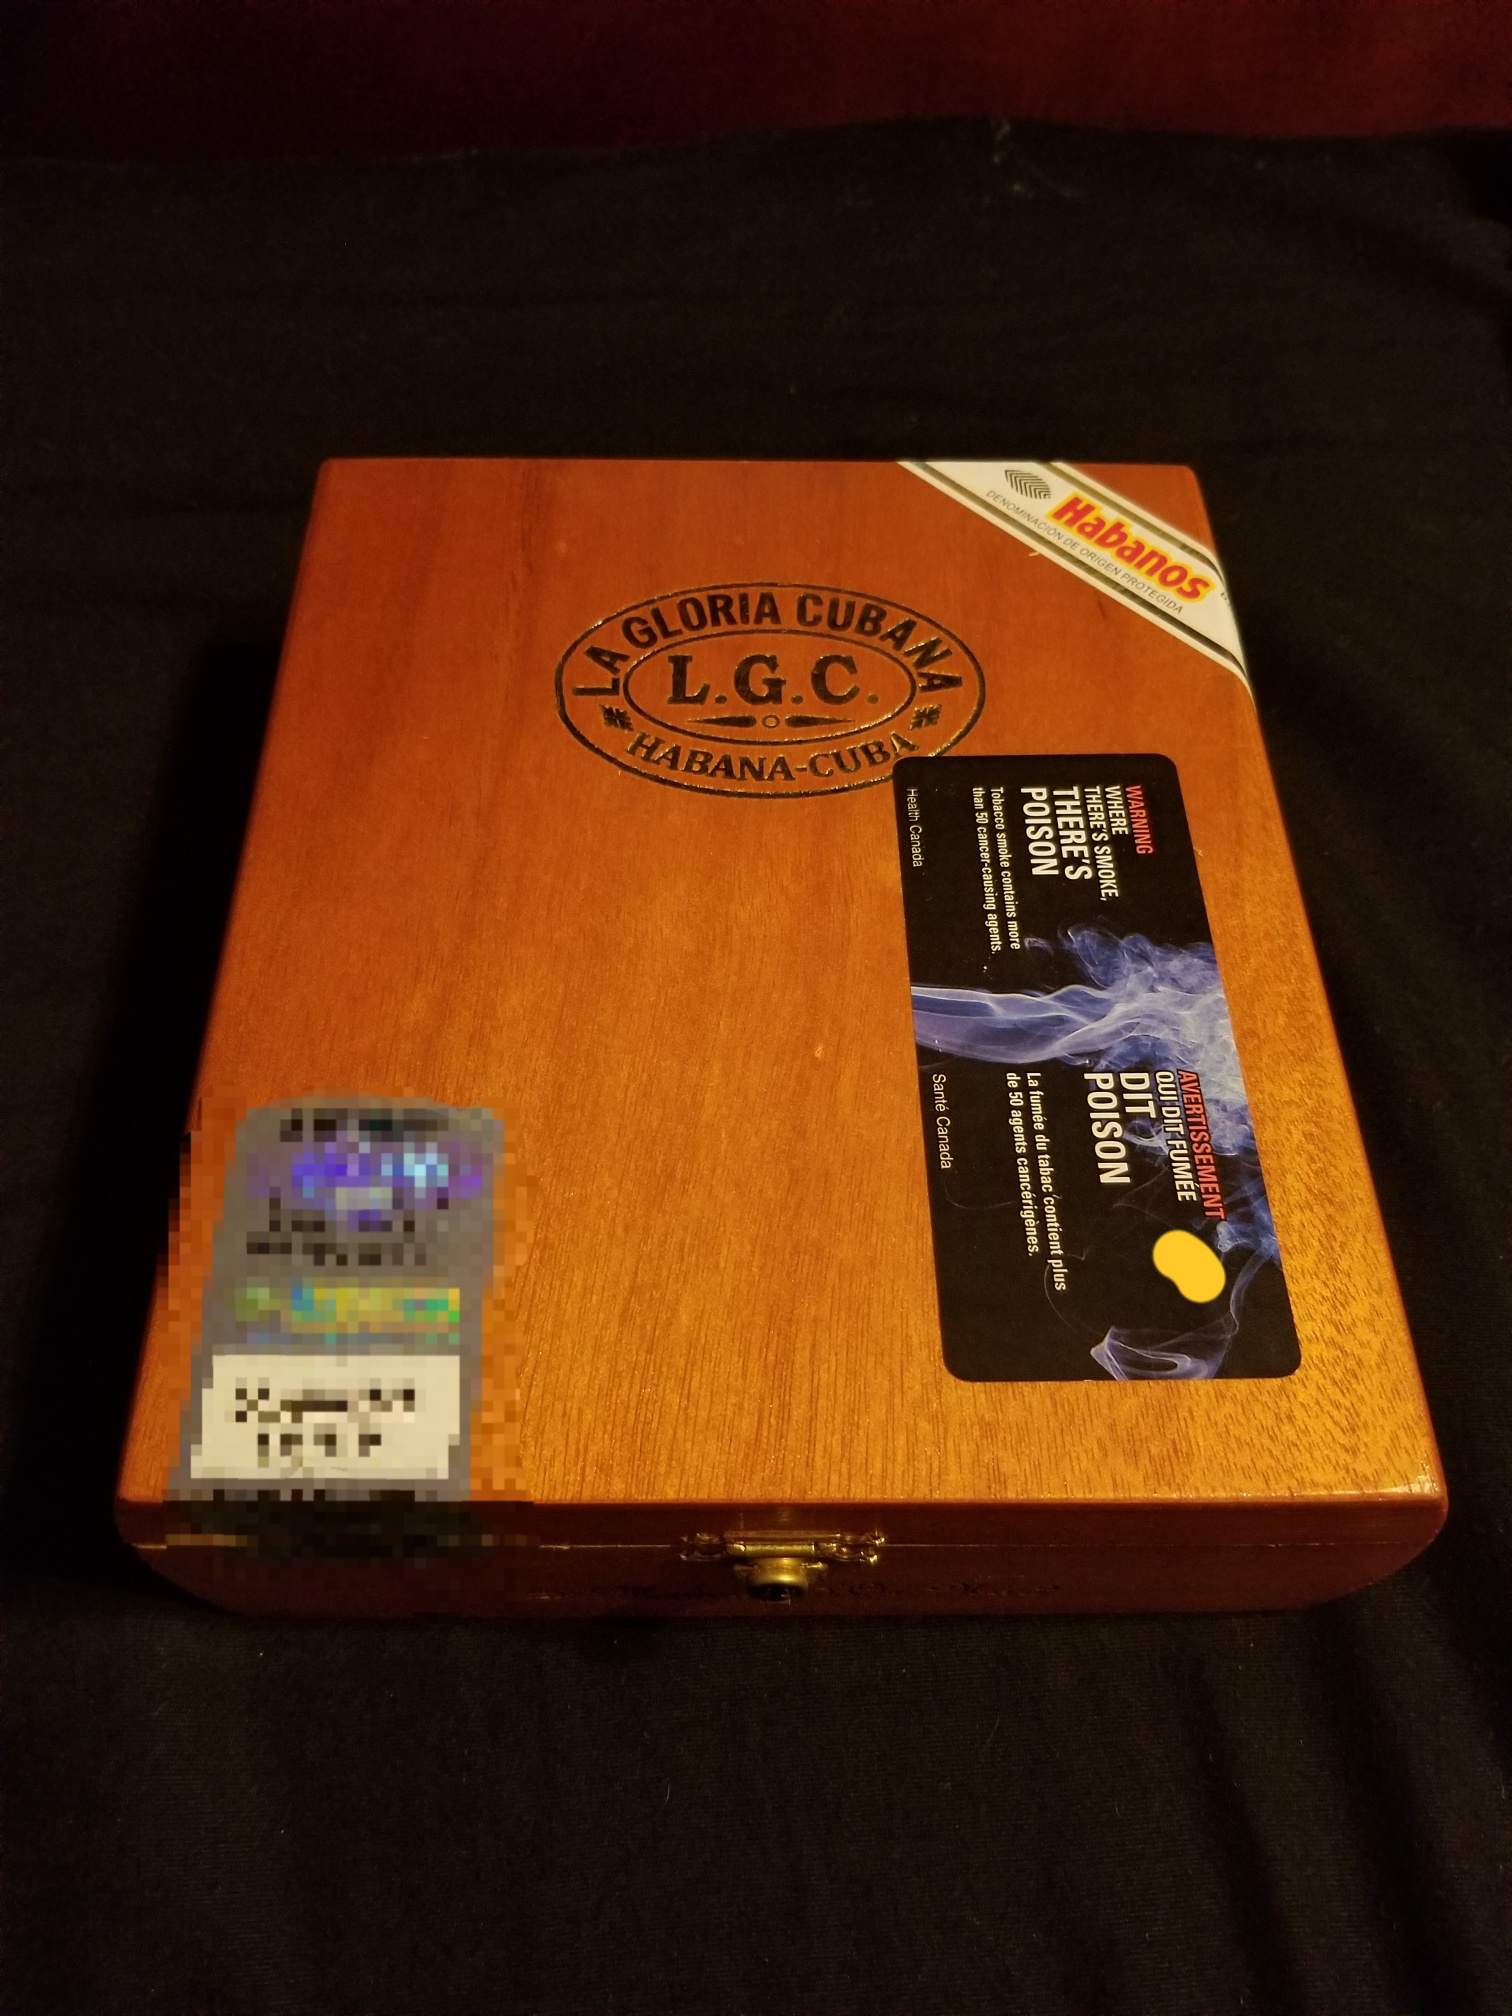 Habanos
DENOMINACIÓN DE ORIGEN PROTEGIDA
LA GLORIA CUBANA
L.G.C.
HABANA-CUBA
WARNING
WHERE
THERE'S SMOKE,
THERE'S
POISON
Tobacco smoke contains more
than 50 cancer-causing agents.
Health Canada
AVERTISSEMENT
QUI DIT FUMÉE
DIT
POISON
La fumée du tabac contient plus
de 50 agents cancérigènes.
Santé Canada